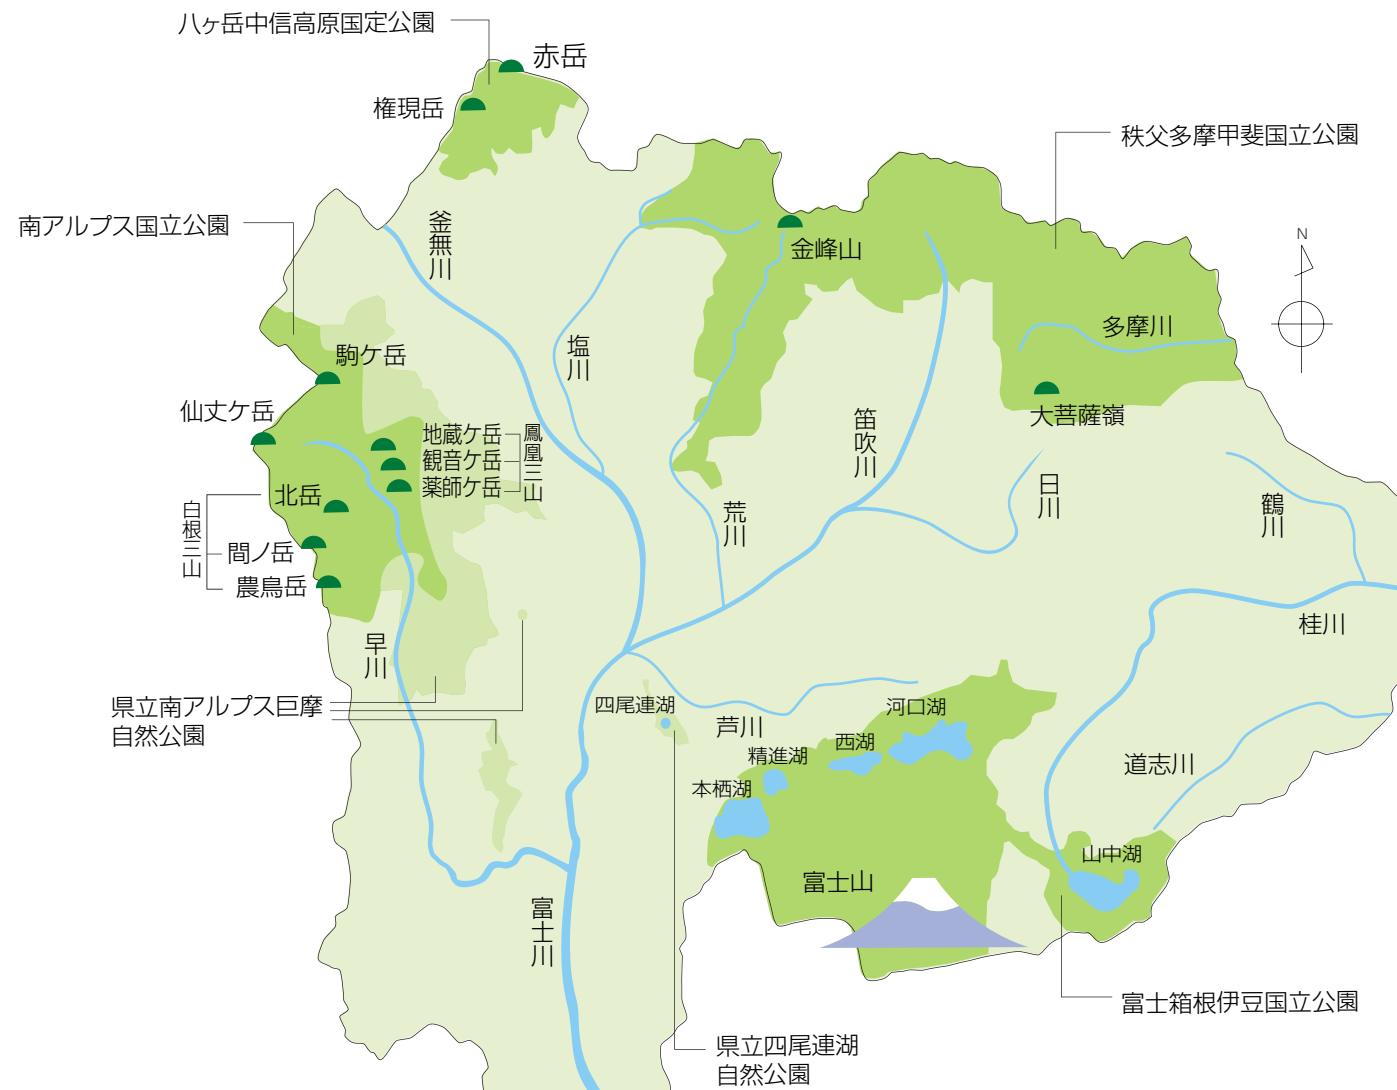 八ヶ岳中信高原国定公園
赤岳
権現岳
秩父多摩甲斐国立公園
南アルプス国立公園
釜無川
金峰山
N
多摩川
塩川
駒ケ岳
仙丈ケ岳
大菩薩嶺
笛吹川
地蔵ケ岳
観音ケ岳
薬師ケ岳
鳳凰三山
日川
鶴川
荒川
北岳
白根三山
間ノ岳
農鳥岳
桂川
早川
県立南アルプス巨摩
自然公園
四尾連湖
芦川
河口湖
西湖
精進湖
本栖湖
道志川
山中湖
富士山
富士川
富士箱根伊豆国立公園
県立四尾連湖
自然公園